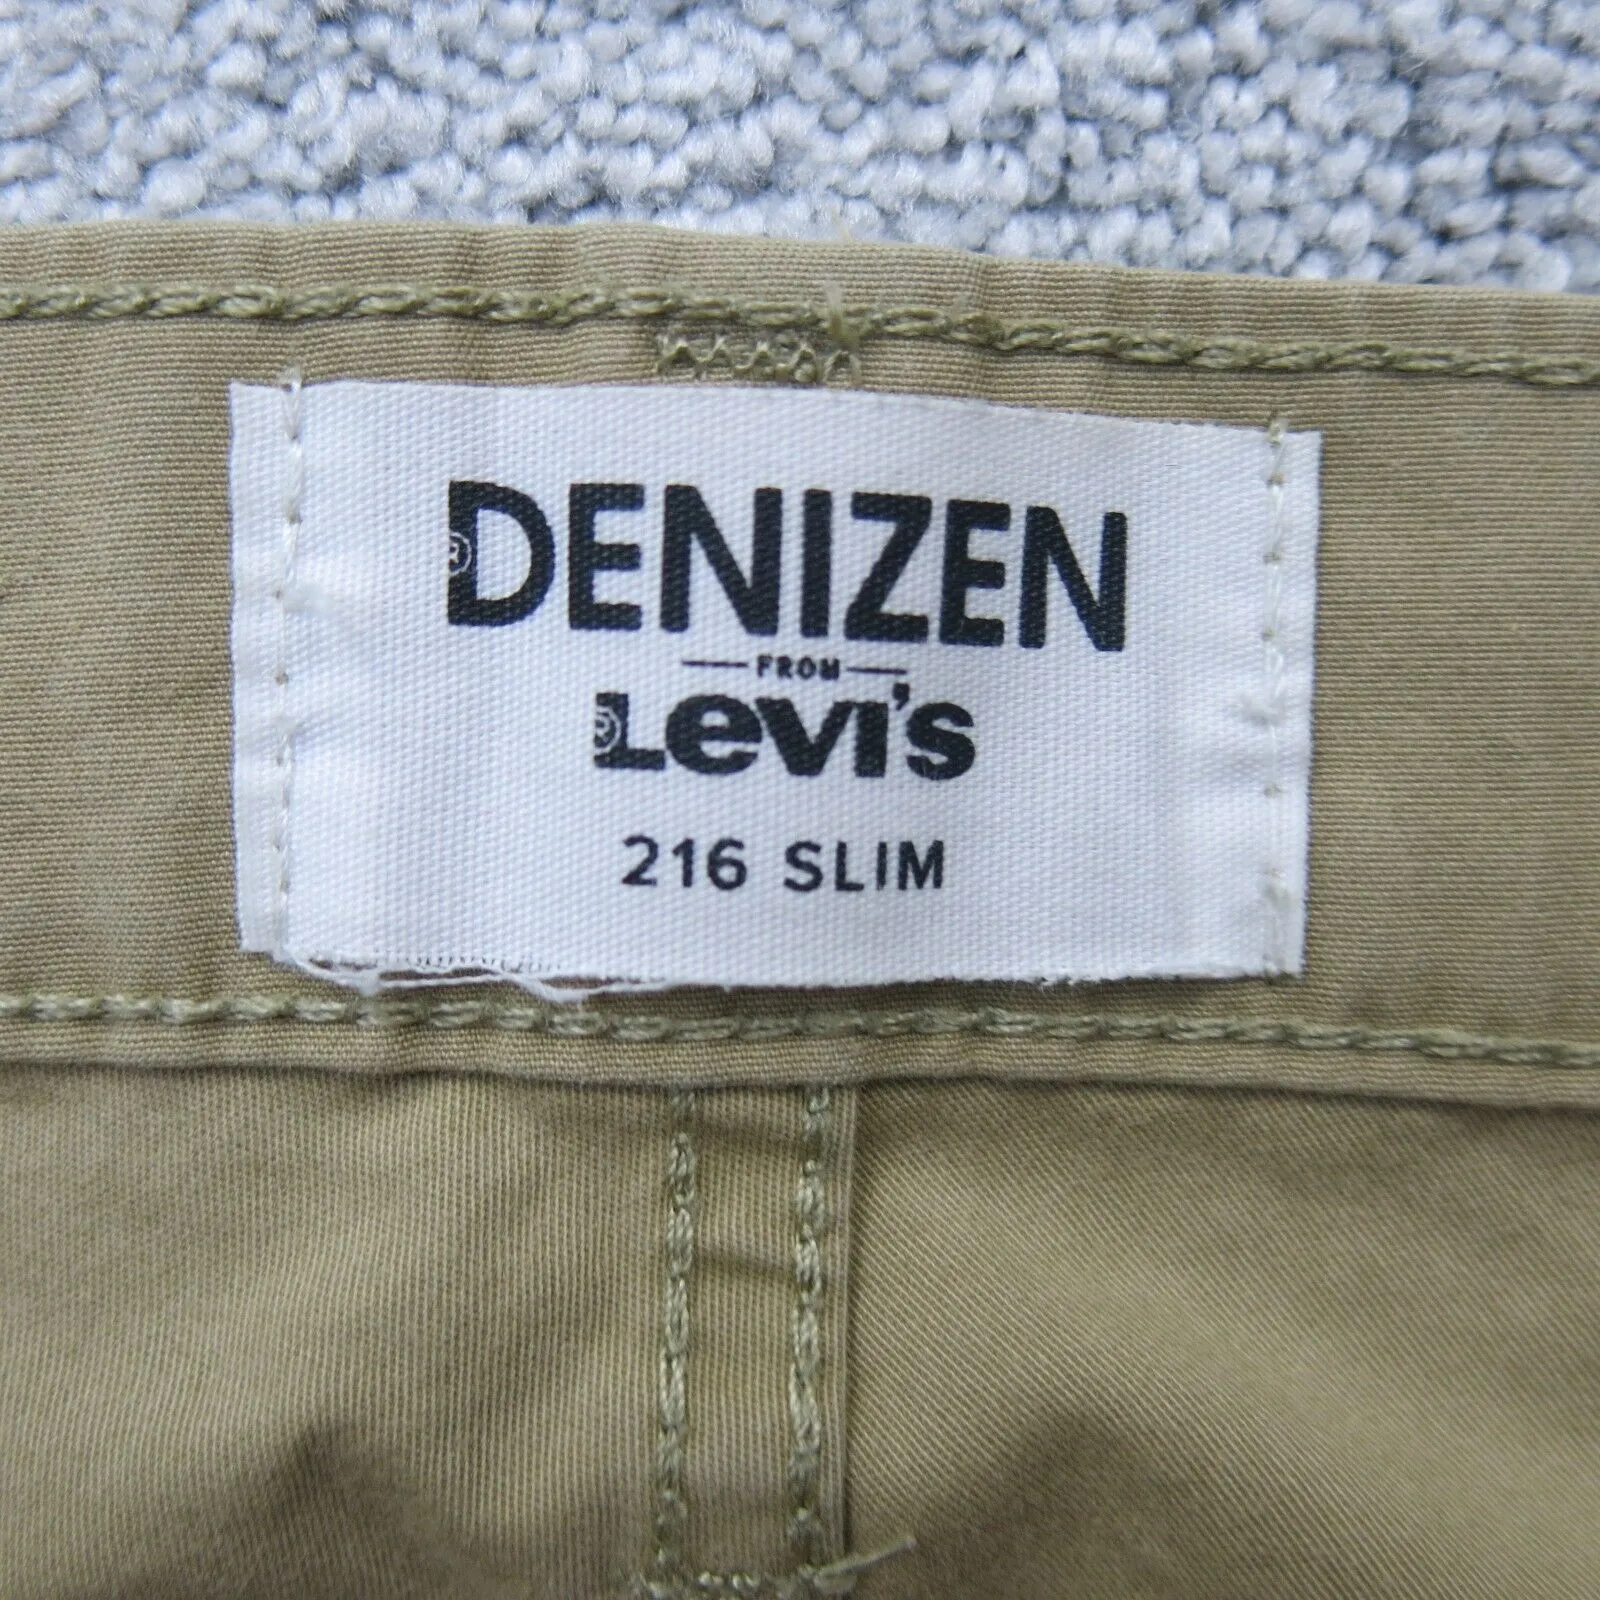 ®DENIZEN
FROM
®Levi's
216 SLIM